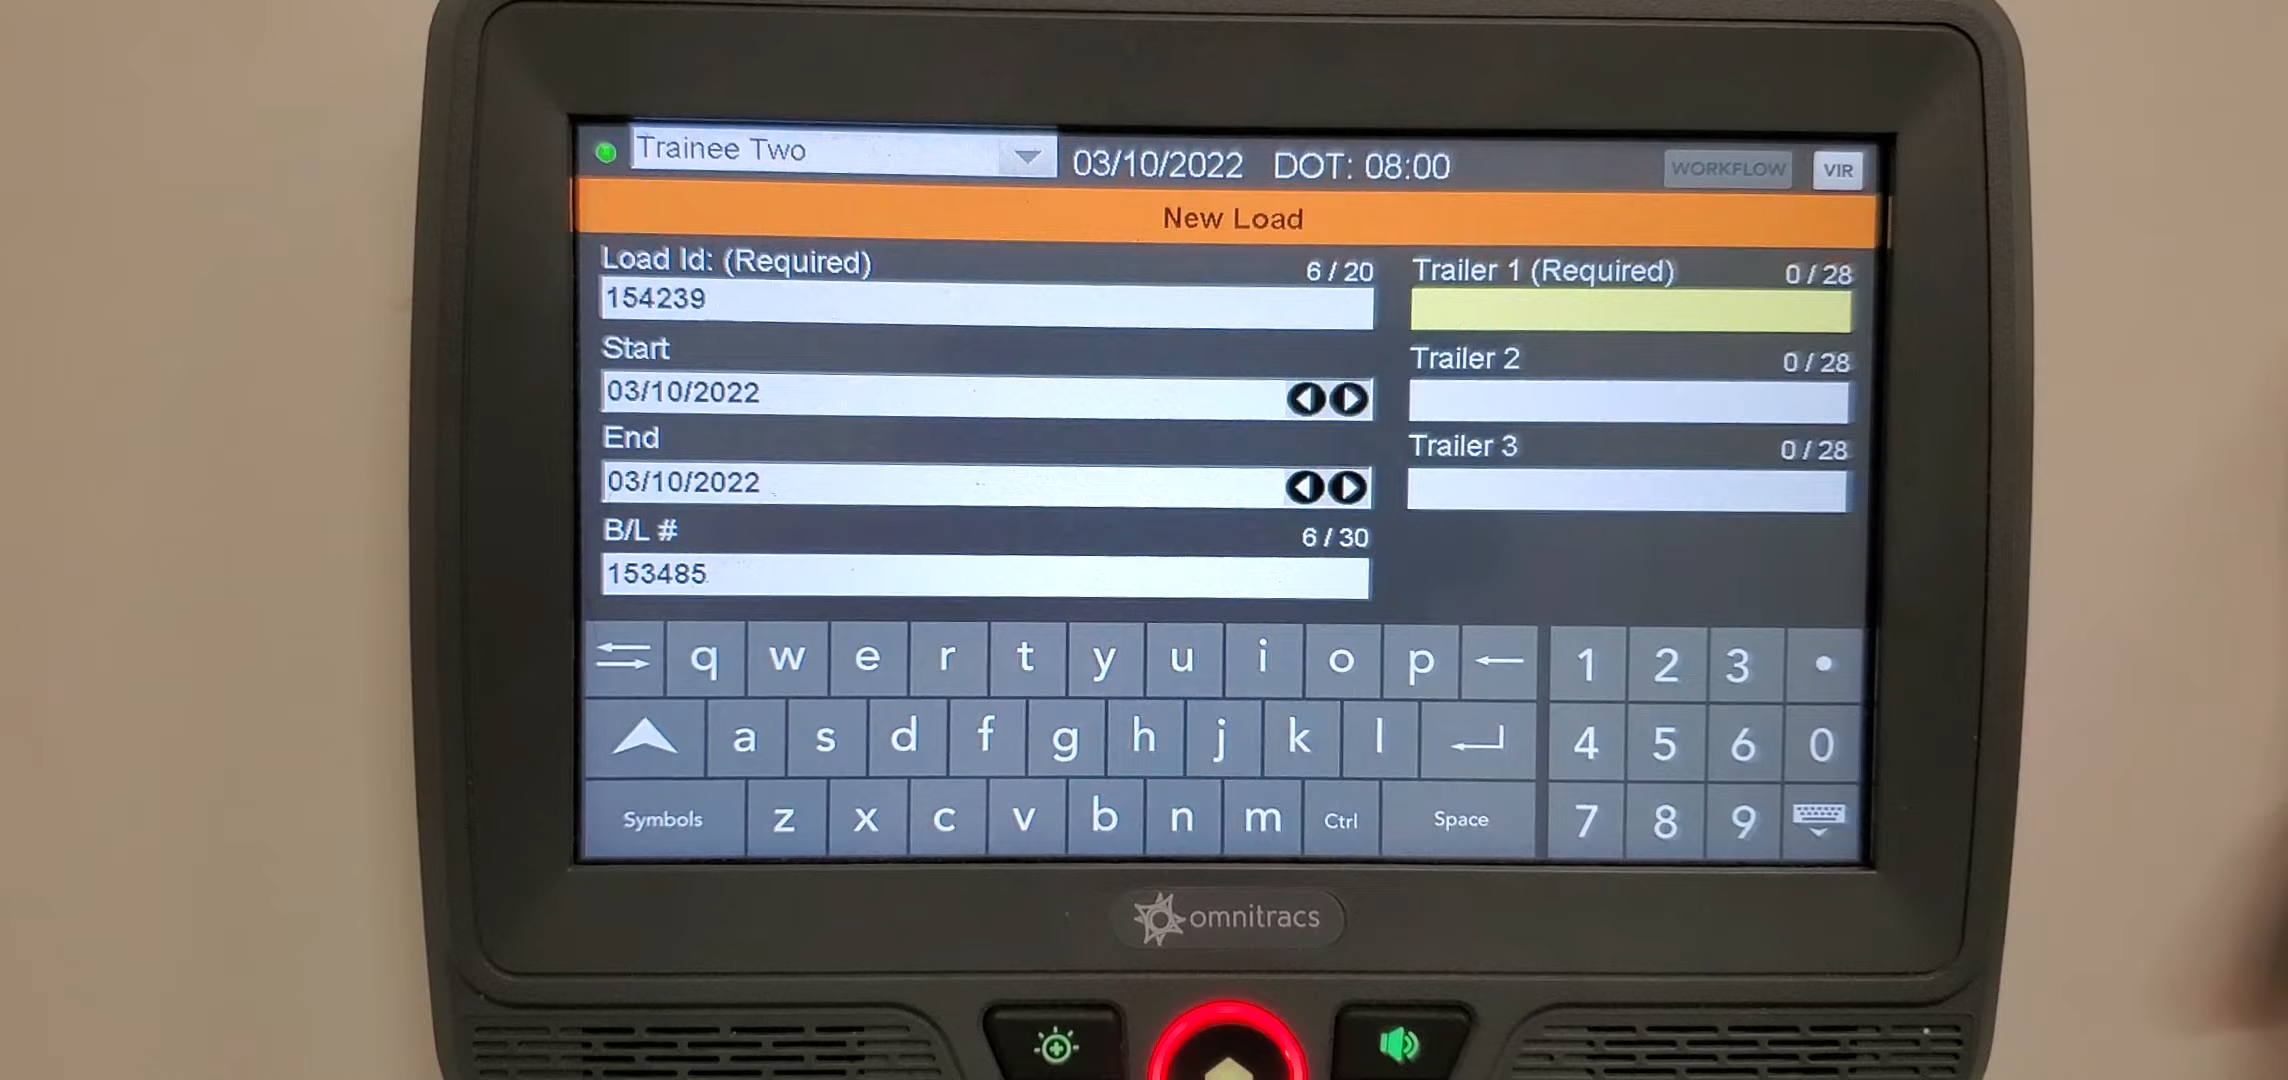 Trainee Two
03/10/2022 DOT: 08:00
WORKFLOW
VIR
New Load
Load Id: (Required) 6 / 20
154239
Start
03/10/2022
End
03/10/2022
B/L # 6 / 30
153485
Trailer 1 (Required) 0 / 28
Trailer 2 0 / 28
Trailer 3 0 / 28
q w e r t y u i o p 1 2 3 •
a s d f g h j k l 4 5 6 0
Symbols z x c v b n m Ctrl Space 7 8 9
omnitracs